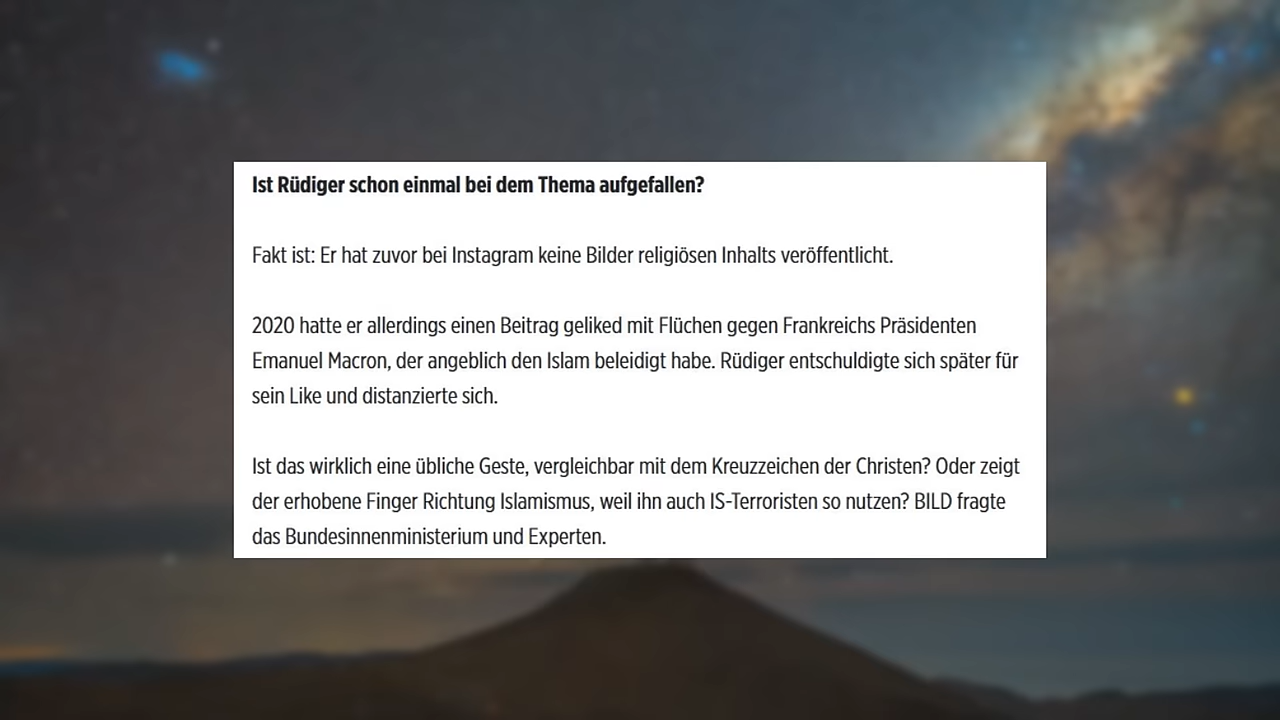 Ist Rüdiger schon einmal bei dem Thema aufgefallen?
Fakt ist: Er hat zuvor bei Instagram keine Bilder religiösen Inhalts veröffentlicht.
2020 hatte er allerdings einen Beitrag geliked mit Flüchen gegen Frankreichs Präsidenten
Emanuel Macron, der angeblich den Islam beleidigt habe. Rüdiger entschuldigte sich später für
sein Like und distanzierte sich.
Ist das wirklich eine übliche Geste, vergleichbar mit dem Kreuzzeichen der Christen? Oder zeigt
der erhobene Finger Richtung Islamismus, weil ihn auch IS-Terroristen so nutzen? BILD fragte
das Bundesinnenministerium und Experten.